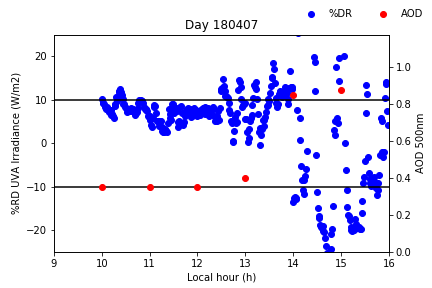 %DR AOD
Day 180407
%RD UVA Irradiance (W/m2)
20
10
0
−10
−20
AOD 500nm
1.0
0.8
0.6
0.4
0.2
0.0
9 10 11 12 13 14 15 16
Local hour (h)